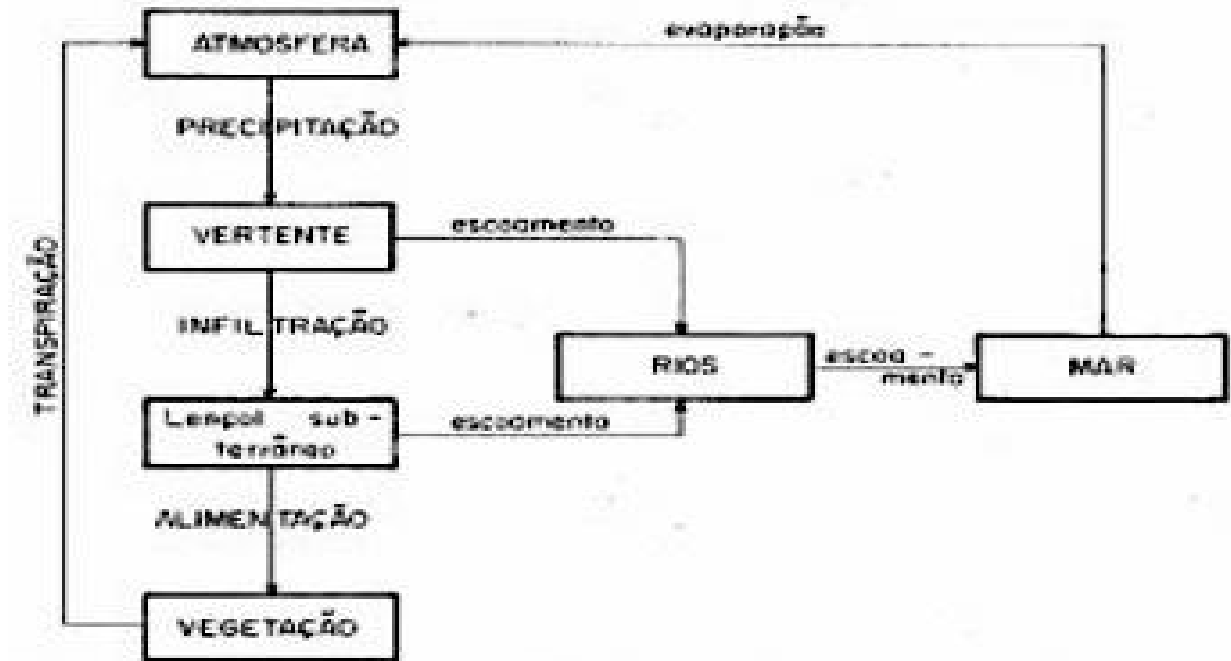 ATMOSFERA
evaporação
PRECIPITAÇÃO
VERTENTE
escoamento
TRANSPIRAÇÃO
INFILTRAÇÃO
RIOS
escoa -
mento
MAR
Lençol sub -
terrâneo
escoamento
ALIMENTAÇÃO
VEGETAÇÃO